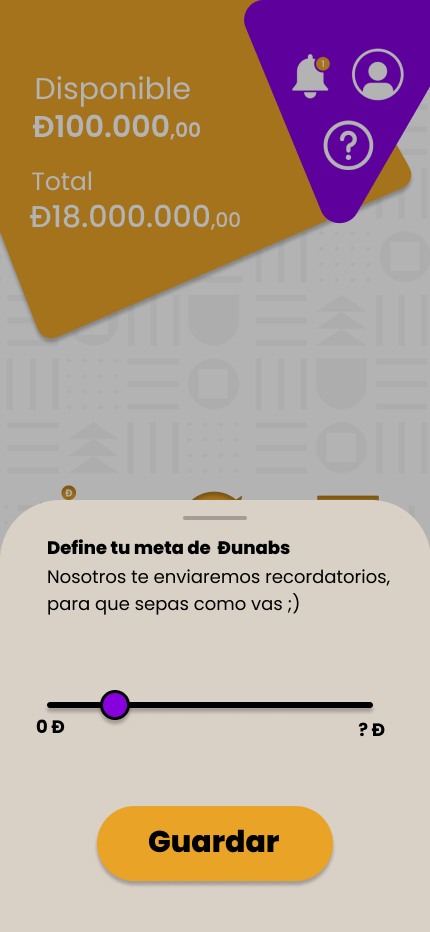 Disponible
Đ100.000,00
Total
Đ18.000.000,00
1
?
Đ
Define tu meta de Đunabs
Nosotros te enviaremos recordatorios,
para que sepas como vas ;)
0 Đ
? Đ
Guardar